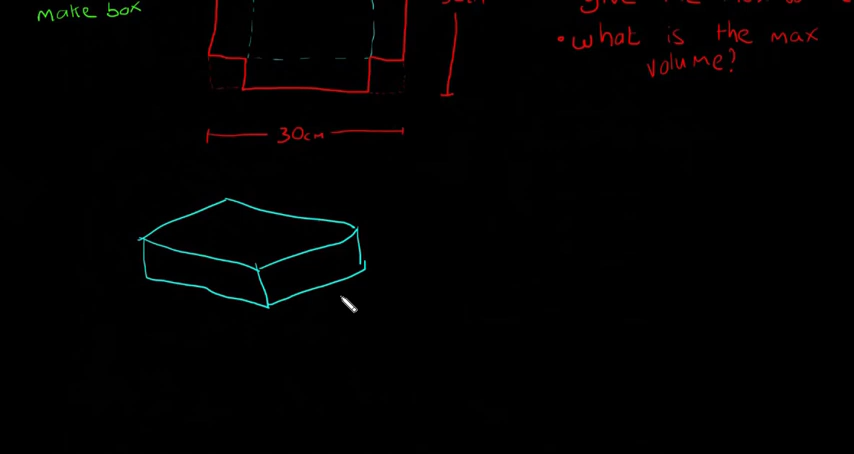 make box
• what is the max
volume?
30cm